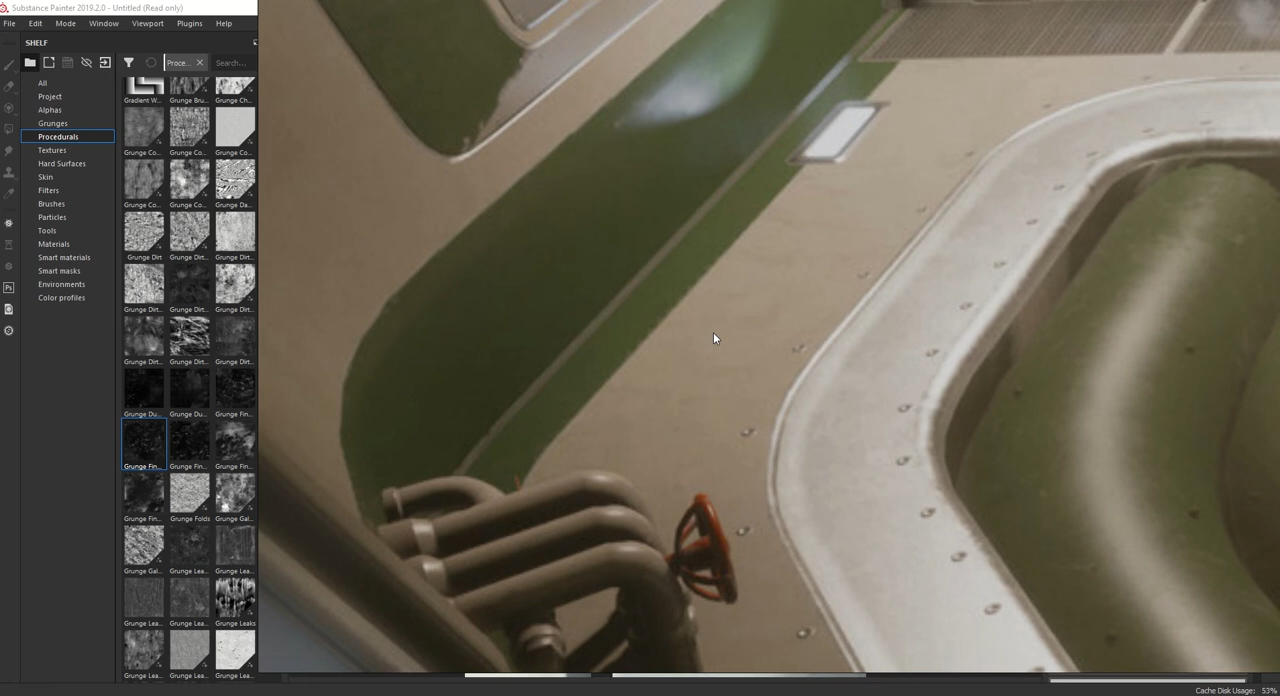 Substance Painter 2019.2.0 - Untitled (Read only)
File Edit Mode Window Viewport Plugins Help
SHELF
Proce... Search...
All
Project
Alphas
Grunges
Procedurals
Textures
Hard Surfaces
Skin
Filters
Brushes
Particles
Tools
Materials
Smart materials
Smart masks
Environments
Color profiles
Ps
Gradient W... Grunge Bru... Grunge Ch...
Grunge Co... Grunge Co... Grunge Co...
Grunge Co... Grunge Co... Grunge Da...
Grunge Dirt Grunge Dirt... Grunge Dirt...
Grunge Dirt... Grunge Dirt... Grunge Dirt...
Grunge Dirt... Grunge Dirt... Grunge Dirt...
Grunge Du... Grunge Du... Grunge Fin...
Grunge Fin... Grunge Fin... Grunge Fin...
Grunge Fin... Grunge Folds Grunge Gal...
Grunge Gal... Grunge Lea... Grunge Lea...
Grunge Lea... Grunge Lea... Grunge Leaks
Grunge Lea... Grunge Lea... Grunge Lea...
Cache Disk Usage: 53%